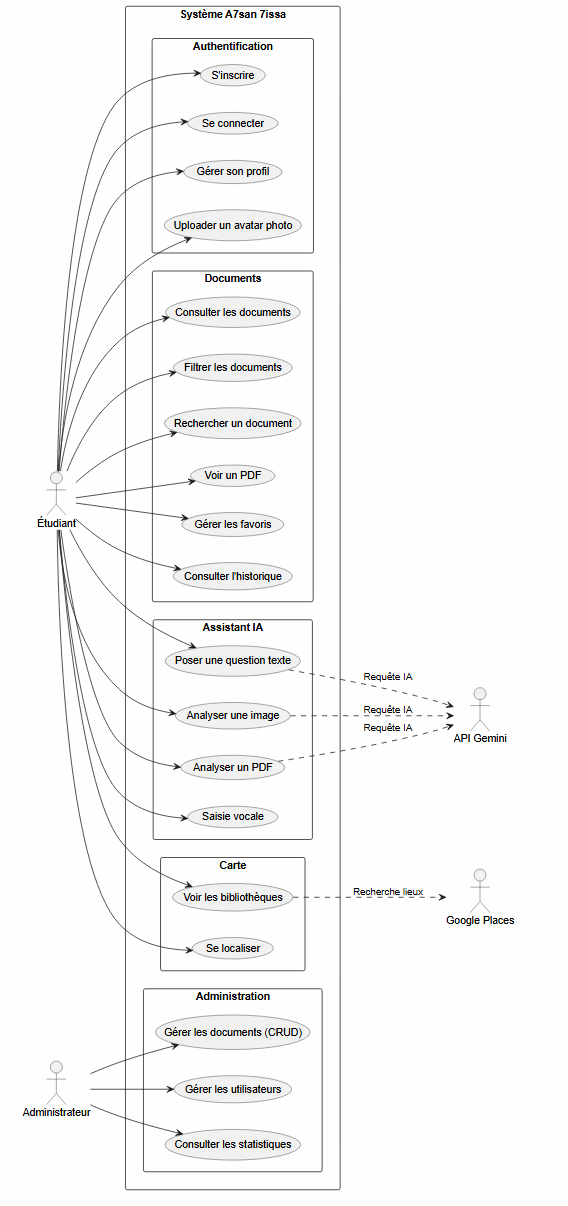 Système A7san 7issa
Authentification
S'inscrire
Se connecter
Gérer son profil
Uploader un avatar photo
Documents
Consulter les documents
Filtrer les documents
Rechercher un document
Voir un PDF
Étudiant
Gérer les favoris
Consulter l'historique
Assistant IA
Poser une question texte
Requête IA
Analyser une image
Requête IA
Requête IA
API Gemini
Analyser un PDF
Saisie vocale
Carte
Voir les bibliothèques
Recherche lieux
Google Places
Se localiser
Administration
Gérer les documents (CRUD)
Gérer les utilisateurs
Administrateur
Consulter les statistiques